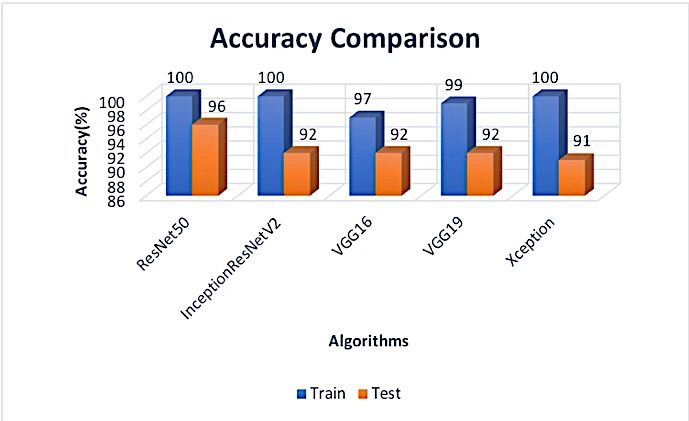 Accuracy Comparison
Accuracy(%)
100
98
96
94
92
90
88
86
100
96
100
92
97
92
99
92
100
91
ResNet50
InceptionResNetV2
VGG16
VGG19
Xception
Algorithms
Train
Test